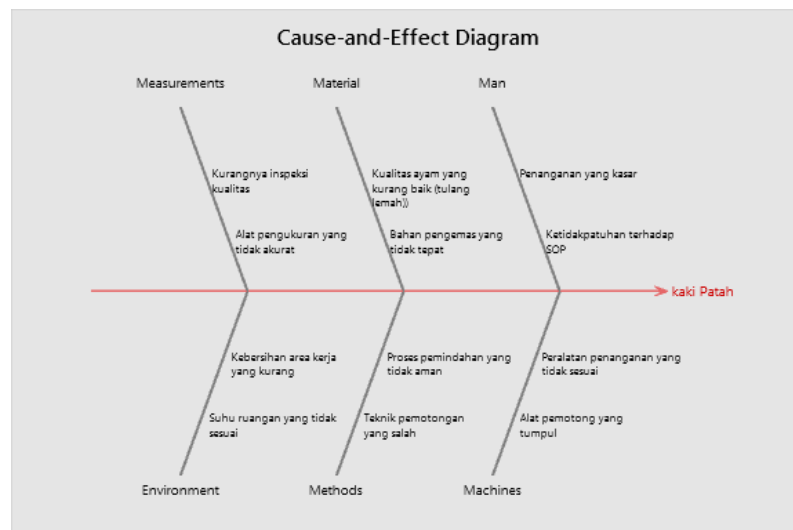 Cause-and-Effect Diagram
Measurements
Material
Man
Kurangnya inspeksi
kualitas
Kualitas ayam yang
kurang baik (tulang
lemah))
Penanganan yang kasar
Alat pengukuran yang
tidak akurat
Bahan pengemas yang
tidak tepat
Ketidakpatuhan terhadap
SOP
kaki Patah
Kebersihan area kerja
yang kurang
Proses pemindahan yang
tidak aman
Peralatan penanganan yang
tidak sesuai
Suhu ruangan yang tidak
sesuai
Teknik pemotongan
yang salah
Alat pemotong yang
tumpul
Environment
Methods
Machines